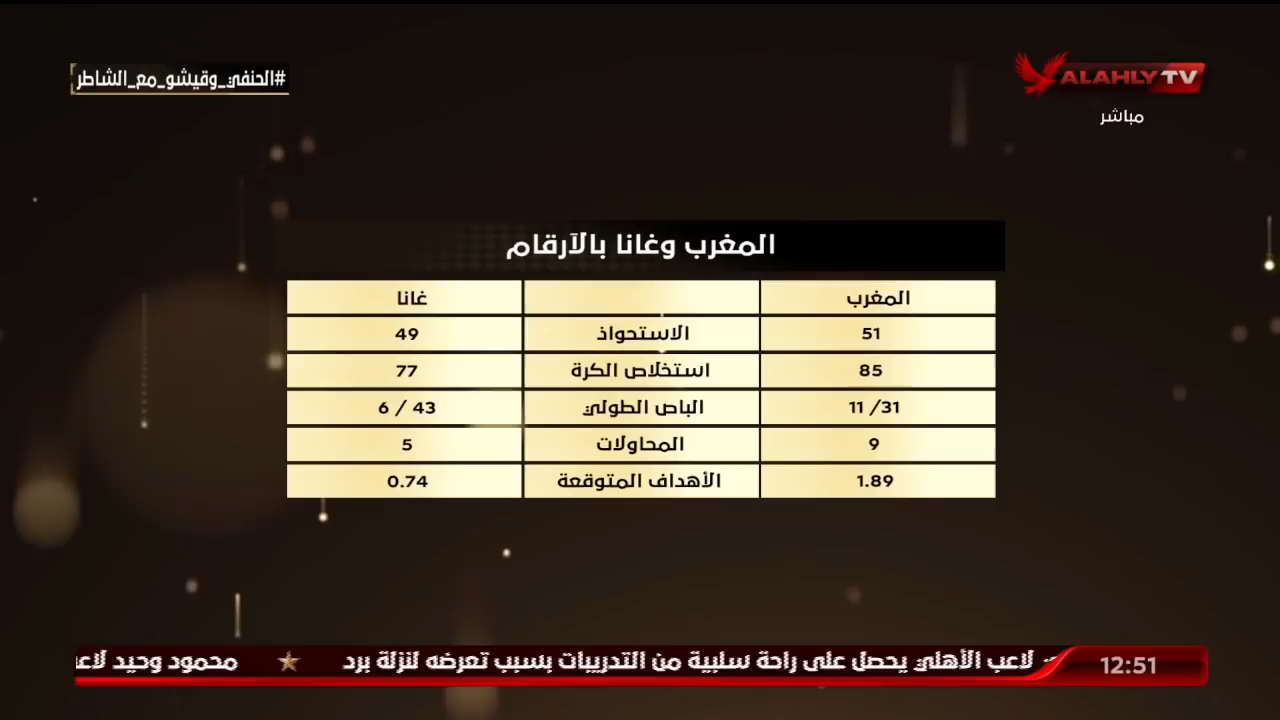 #الحنفي_وقيشو_مع_الشاطر
ALAHLY TV
مباشر
المغرب وغانا بالآرقام
المغرب غانا
51 الاستحواذ 49
85 استخلاص الكرة 77
11 /31 الباص الطولي 6 / 43
9 المحاولات 5
1.89 الأهداف المتوقعة 0.74
12:51
لاعب الأهلي يحصل على راحة سلبية من التدريبات بسبب تعرضه لنزلة برد ★ محمود وحيد